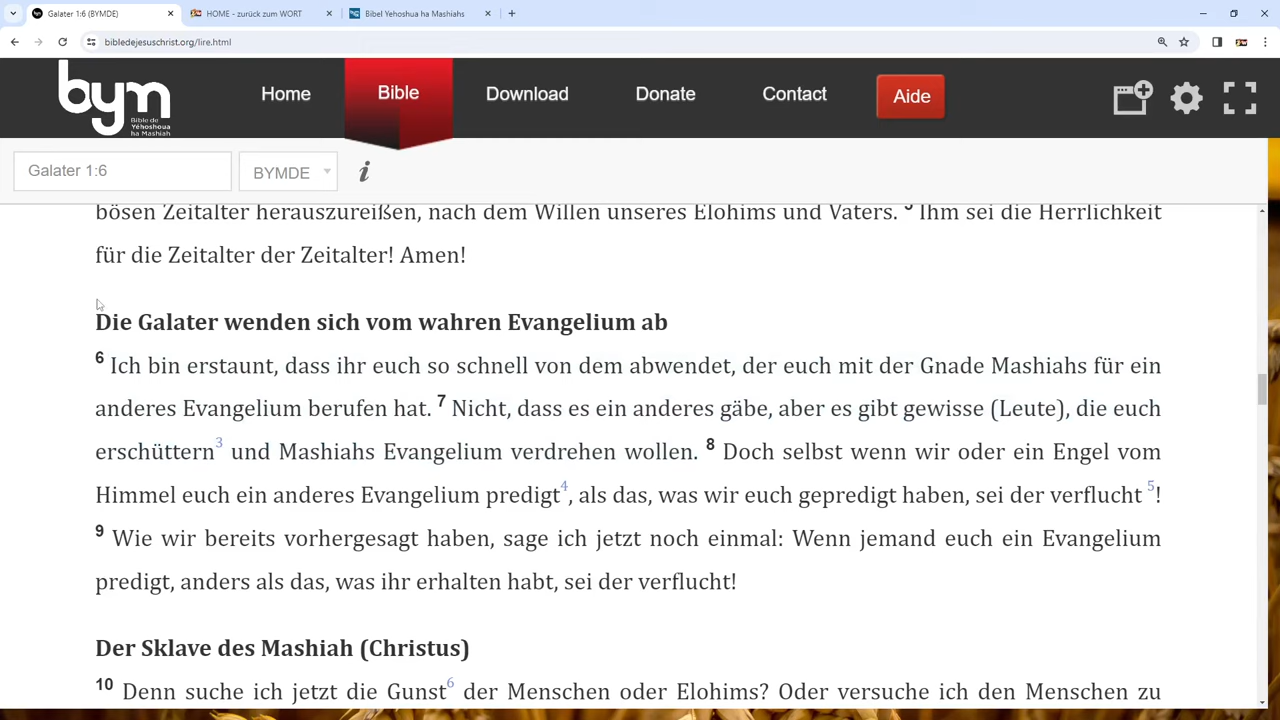 Galater 1:6 (BYMDE)
HOME - zurück zum WORT
Bibel Yehoshua ha Mashiahs
bibledejesuschrist.org/lire.html
bym
Bible de
Yéhoshoua
ha Mashiah
Home
Bible
Download
Donate
Contact
Aide
Galater 1:6
BYMDE
i
bösen Zeitalter herauszureißen, nach dem Willen unseres Elohims und Vaters. 5 Ihm sei die Herrlichkeit
für die Zeitalter der Zeitalter! Amen!
Die Galater wenden sich vom wahren Evangelium ab
6 Ich bin erstaunt, dass ihr euch so schnell von dem abwendet, der euch mit der Gnade Mashiahs für ein
anderes Evangelium berufen hat. 7 Nicht, dass es ein anderes gäbe, aber es gibt gewisse (Leute), die euch
erschüttern3 und Mashiahs Evangelium verdrehen wollen. 8 Doch selbst wenn wir oder ein Engel vom
Himmel euch ein anderes Evangelium predigt4, als das, was wir euch gepredigt haben, sei der verflucht 5!
9 Wie wir bereits vorhergesagt haben, sage ich jetzt noch einmal: Wenn jemand euch ein Evangelium
predigt, anders als das, was ihr erhalten habt, sei der verflucht!
Der Sklave des Mashiah (Christus)
10 Denn suche ich jetzt die Gunst6 der Menschen oder Elohims? Oder versuche ich den Menschen zu